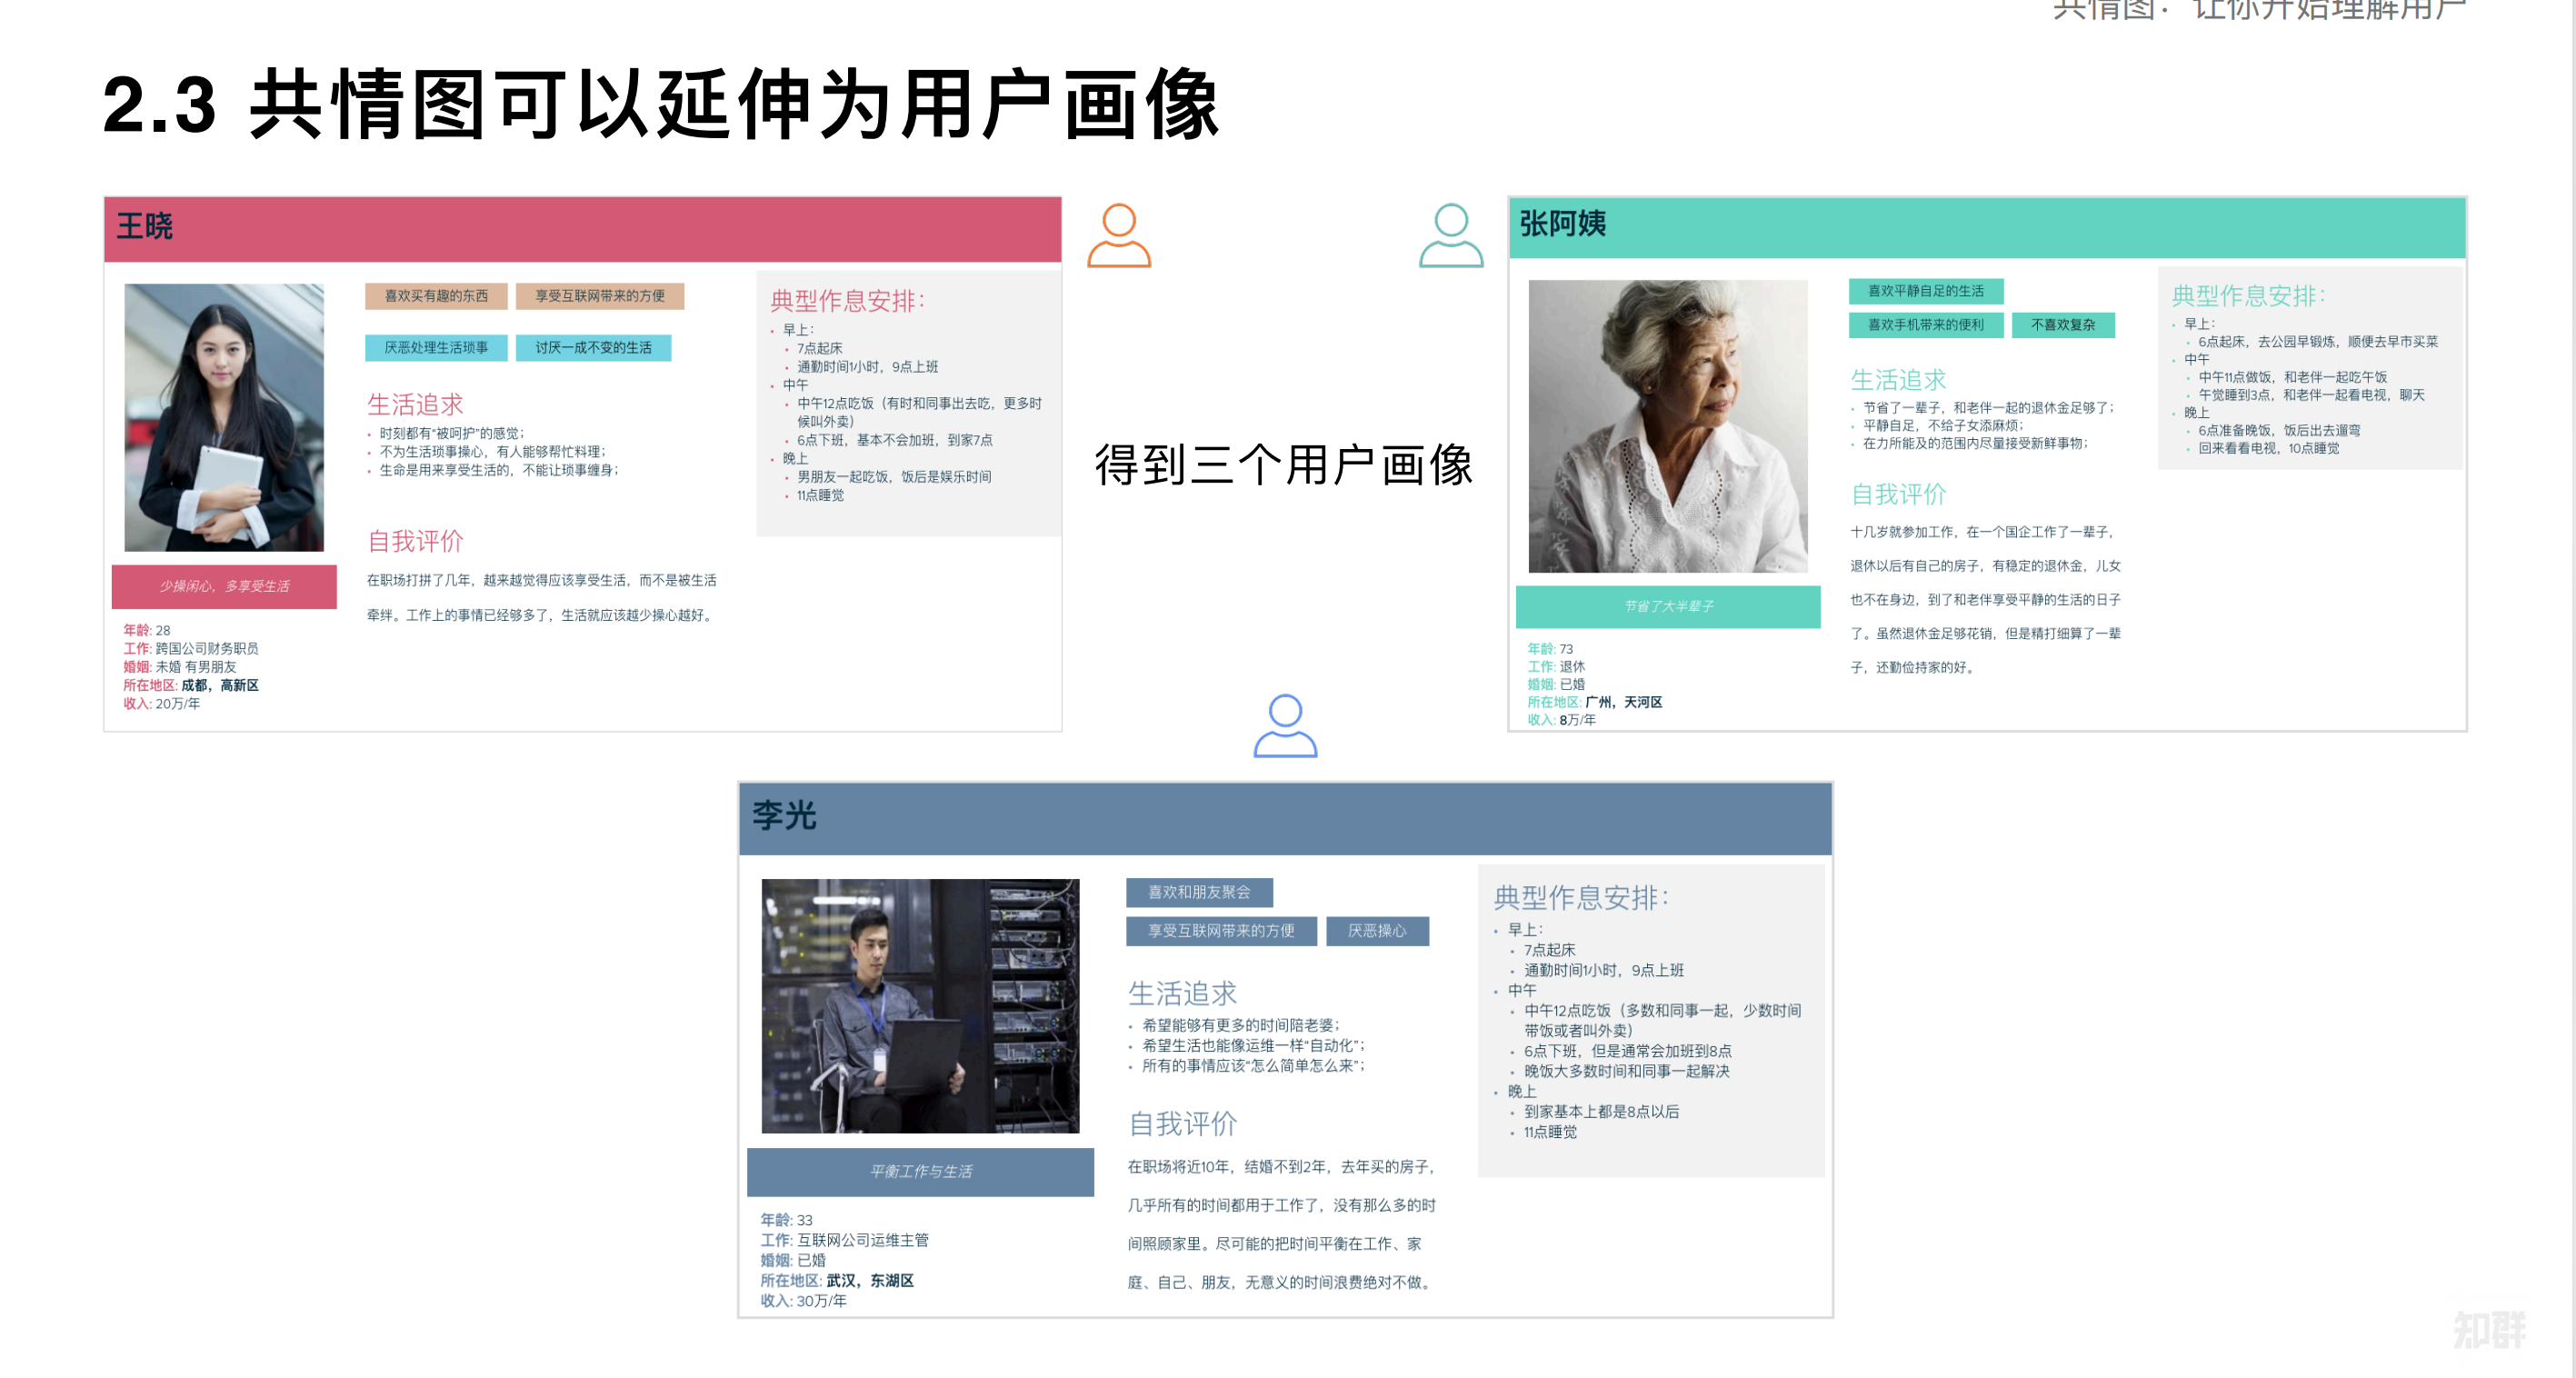 共情图：让你开始理解用户
2.3 共情图可以延伸为用户画像
王晓
喜欢买有趣的东西
享受互联网带来的方便
厌恶处理生活琐事
讨厌一成不变的生活
生活追求
• 时刻都有“被呵护”的感觉；
• 不为生活琐事操心，有人能够帮忙料理；
• 生命是用来享受生活的，不能让琐事缠身；
自我评价
在职场打拼了几年，越来越觉得应该享受生活，而不是被生活
牵绊。工作上的事情已经够多了，生活就应该越少操心越好。
少操闲心，多享受生活
年龄: 28
工作: 跨国公司财务职员
婚姻: 未婚 有男朋友
所在地区: 成都，高新区
收入: 20万/年
典型作息安排：
• 早上：
• 7点起床
• 通勤时间1小时，9点上班
• 中午
• 中午12点吃饭（有时和同事出去吃，更多时
候叫外卖）
• 6点下班，基本不会加班，到家7点
• 晚上
• 男朋友一起吃饭，饭后是娱乐时间
• 11点睡觉
得到三个用户画像
张阿姨
喜欢平静自足的生活
喜欢手机带来的便利
不喜欢复杂
生活追求
• 节省了一辈子，和老伴一起的退休金足够了；
• 平静自足，不给子女添麻烦；
• 在力所能及的范围内尽量接受新鲜事物；
自我评价
十几岁就参加工作，在一个国企工作了一辈子，
退休以后有自己的房子，有稳定的退休金，儿女
也不在身边，到了和老伴享受平静的生活的日子
了。虽然退休金足够花销，但是精打细算了一辈
子，还勤俭持家的好。
节省了大半辈子
年龄: 73
工作: 退休
婚姻: 已婚
所在地区: 广州，天河区
收入: 8万/年
典型作息安排：
• 早上：
• 6点起床，去公园早锻炼，顺便去早市买菜
• 中午
• 中午11点做饭，和老伴一起吃午饭
• 午觉睡到3点，和老伴一起看电视，聊天
• 晚上
• 6点准备晚饭，饭后出去遛弯
• 回来看看电视，10点睡觉
李光
喜欢和朋友聚会
享受互联网带来的方便
厌恶操心
生活追求
• 希望能够有更多的时间陪老婆；
• 希望生活也能像运维一样“自动化”；
• 所有的事情应该“怎么简单怎么来”；
自我评价
在职场将近10年，结婚不到2年，去年买的房子，
几乎所有的时间都用于工作了，没有那么多的时
间照顾家里。尽可能的把时间平衡在工作、家
庭、自己、朋友，无意义的时间浪费绝对不做。
平衡工作与生活
年龄: 33
工作: 互联网公司运维主管
婚姻: 已婚
所在地区: 武汉，东湖区
收入: 30万/年
典型作息安排：
• 早上：
• 7点起床
• 通勤时间1小时，9点上班
• 中午
• 中午12点吃饭（多数和同事一起，少数时间
带饭或者叫外卖）
• 6点下班，但是通常会加班到8点
• 晚饭大多数时间和同事一起解决
• 晚上
• 到家基本上都是8点以后
• 11点睡觉
知群